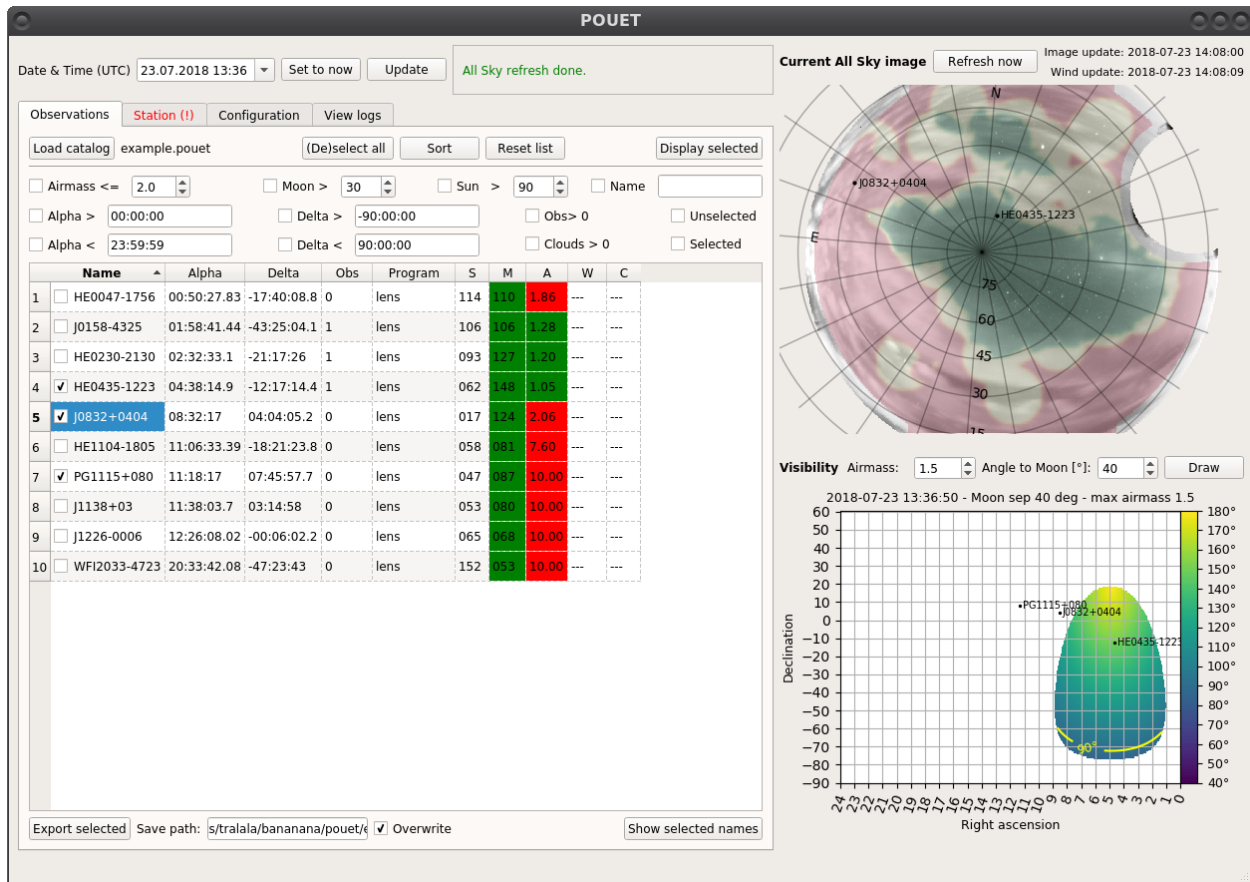 POUET
Date & Time (UTC) 23.07.2018 13:36 Set to now Update
All Sky refresh done.
Current All Sky image Refresh now
Image update: 2018-07-23 14:08:00
Wind update: 2018-07-23 14:08:09
Observations Station (!) Configuration View logs
Load catalog example.pouet (De)select all Sort Reset list Display selected
Airmass <= 2.0 Moon > 30 Sun > 90 Name
Alpha > 00:00:00 Delta > -90:00:00 Obs> 0 Unselected
Alpha < 23:59:59 Delta < 90:00:00 Clouds > 0 Selected
Name Alpha Delta Obs Program S M A W C
1 HE0047-1756 00:50:27.83 -17:40:08.8 0 lens 114 110 1.86 --- ---
2 J0158-4325 01:58:41.44 -43:25:04.1 1 lens 106 106 1.28 --- ---
3 HE0230-2130 02:32:33.1 -21:17:26 1 lens 093 127 1.20 --- ---
4 HE0435-1223 04:38:14.9 -12:17:14.4 1 lens 062 148 1.05 --- ---
5 J0832+0404 08:32:17 04:04:05.2 0 lens 017 124 2.06 --- ---
6 HE1104-1805 11:06:33.39 -18:21:23.8 0 lens 058 081 7.60 --- ---
7 PG1115+080 11:18:17 07:45:57.7 0 lens 047 087 10.00 --- ---
8 J1138+03 11:38:03.7 03:14:58 0 lens 053 080 10.00 --- ---
9 J1226-0006 12:26:08.02 -00:06:02.2 0 lens 065 068 10.00 --- ---
10 WFI2033-4723 20:33:42.08 -47:23:43 0 lens 152 053 10.00 --- ---
Export selected Save path: s/tralala/bananana/pouet/e Overwrite Show selected names
N
J0832+0404
HE0435-1223
E
75
60
45
30
15
Visibility Airmass: 1.5 Angle to Moon [°]: 40 Draw
2018-07-23 13:36:50 - Moon sep 40 deg - max airmass 1.5
Declination
60
50
40
30
20
10
0
−10
−20
−30
−40
−50
−60
−70
−80
−90
PG1115+080
J0832+0404
HE0435-1223
90°
180°
170°
160°
150°
140°
130°
120°
110°
100°
90°
80°
70°
60°
50°
40°
24 23 22 21 20 19 18 17 16 15 14 13 12 11 10 9 8 7 6 5 4 3 2 1 0
Right ascension